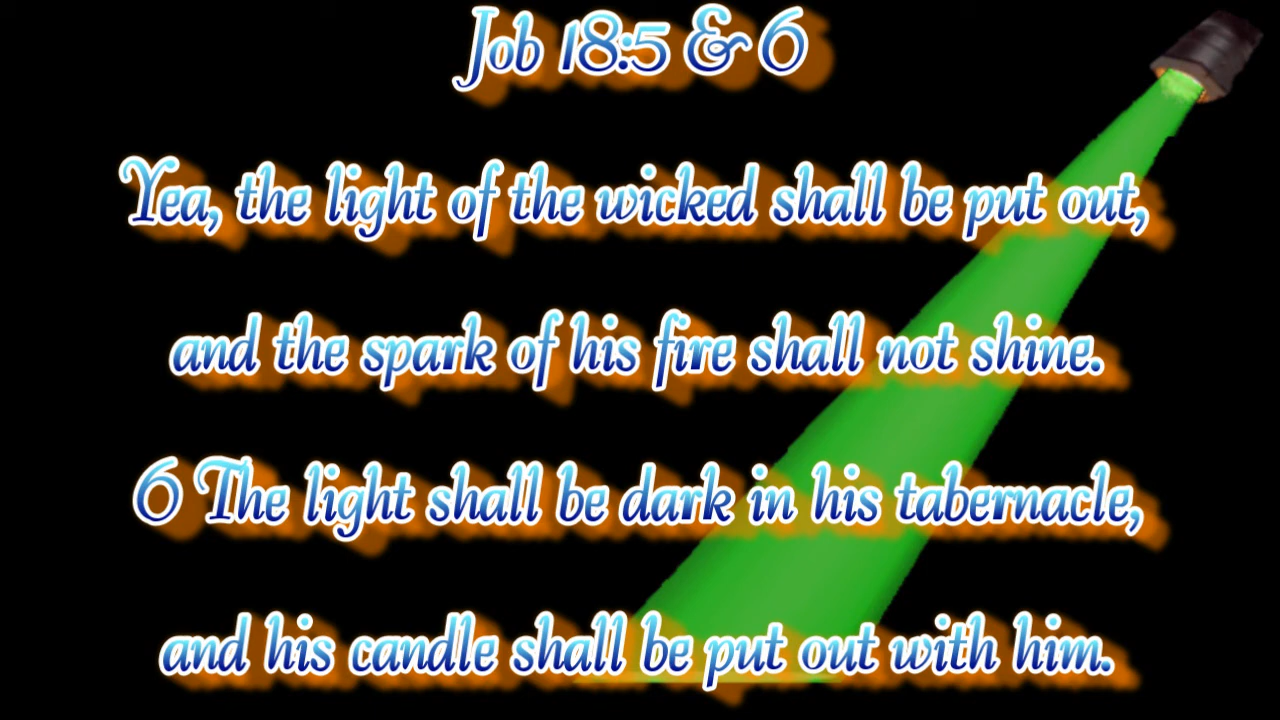 Job 18:5 & 6
Yea, the light of the wicked shall be put out,
and the spark of his fire shall not shine.
6 The light shall be dark in his tabernacle,
and his candle shall be put out with him.